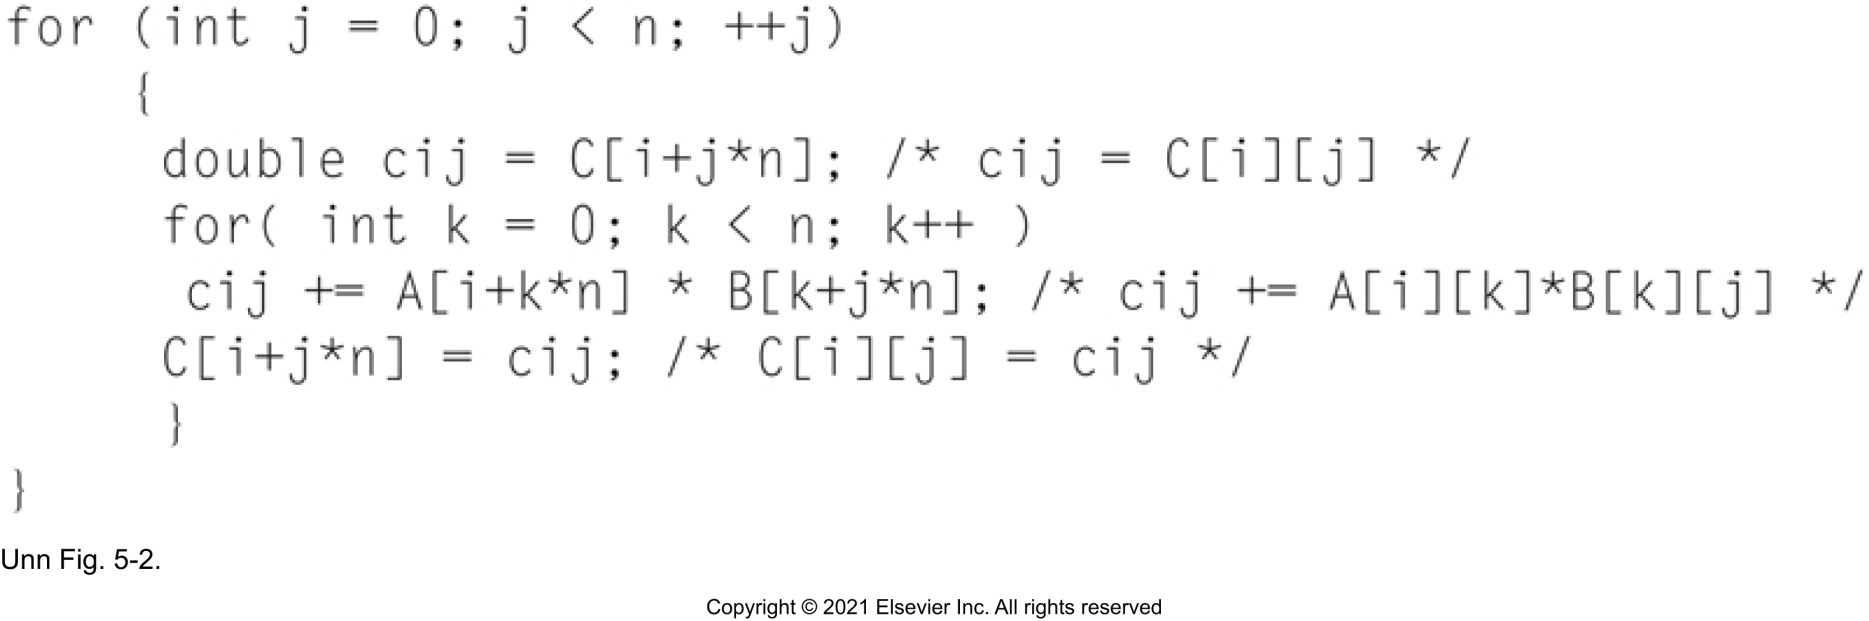 for (int j = 0; j < n; ++j)
{
double cij = C[i+j*n]; /* cij = C[i][j] */
for( int k = 0; k < n; k++ )
cij += A[i+k*n] * B[k+j*n]; /* cij += A[i][k]*B[k][j] */
C[i+j*n] = cij; /* C[i][j] = cij */
}
}
Unn Fig. 5-2.
Copyright © 2021 Elsevier Inc. All rights reserved